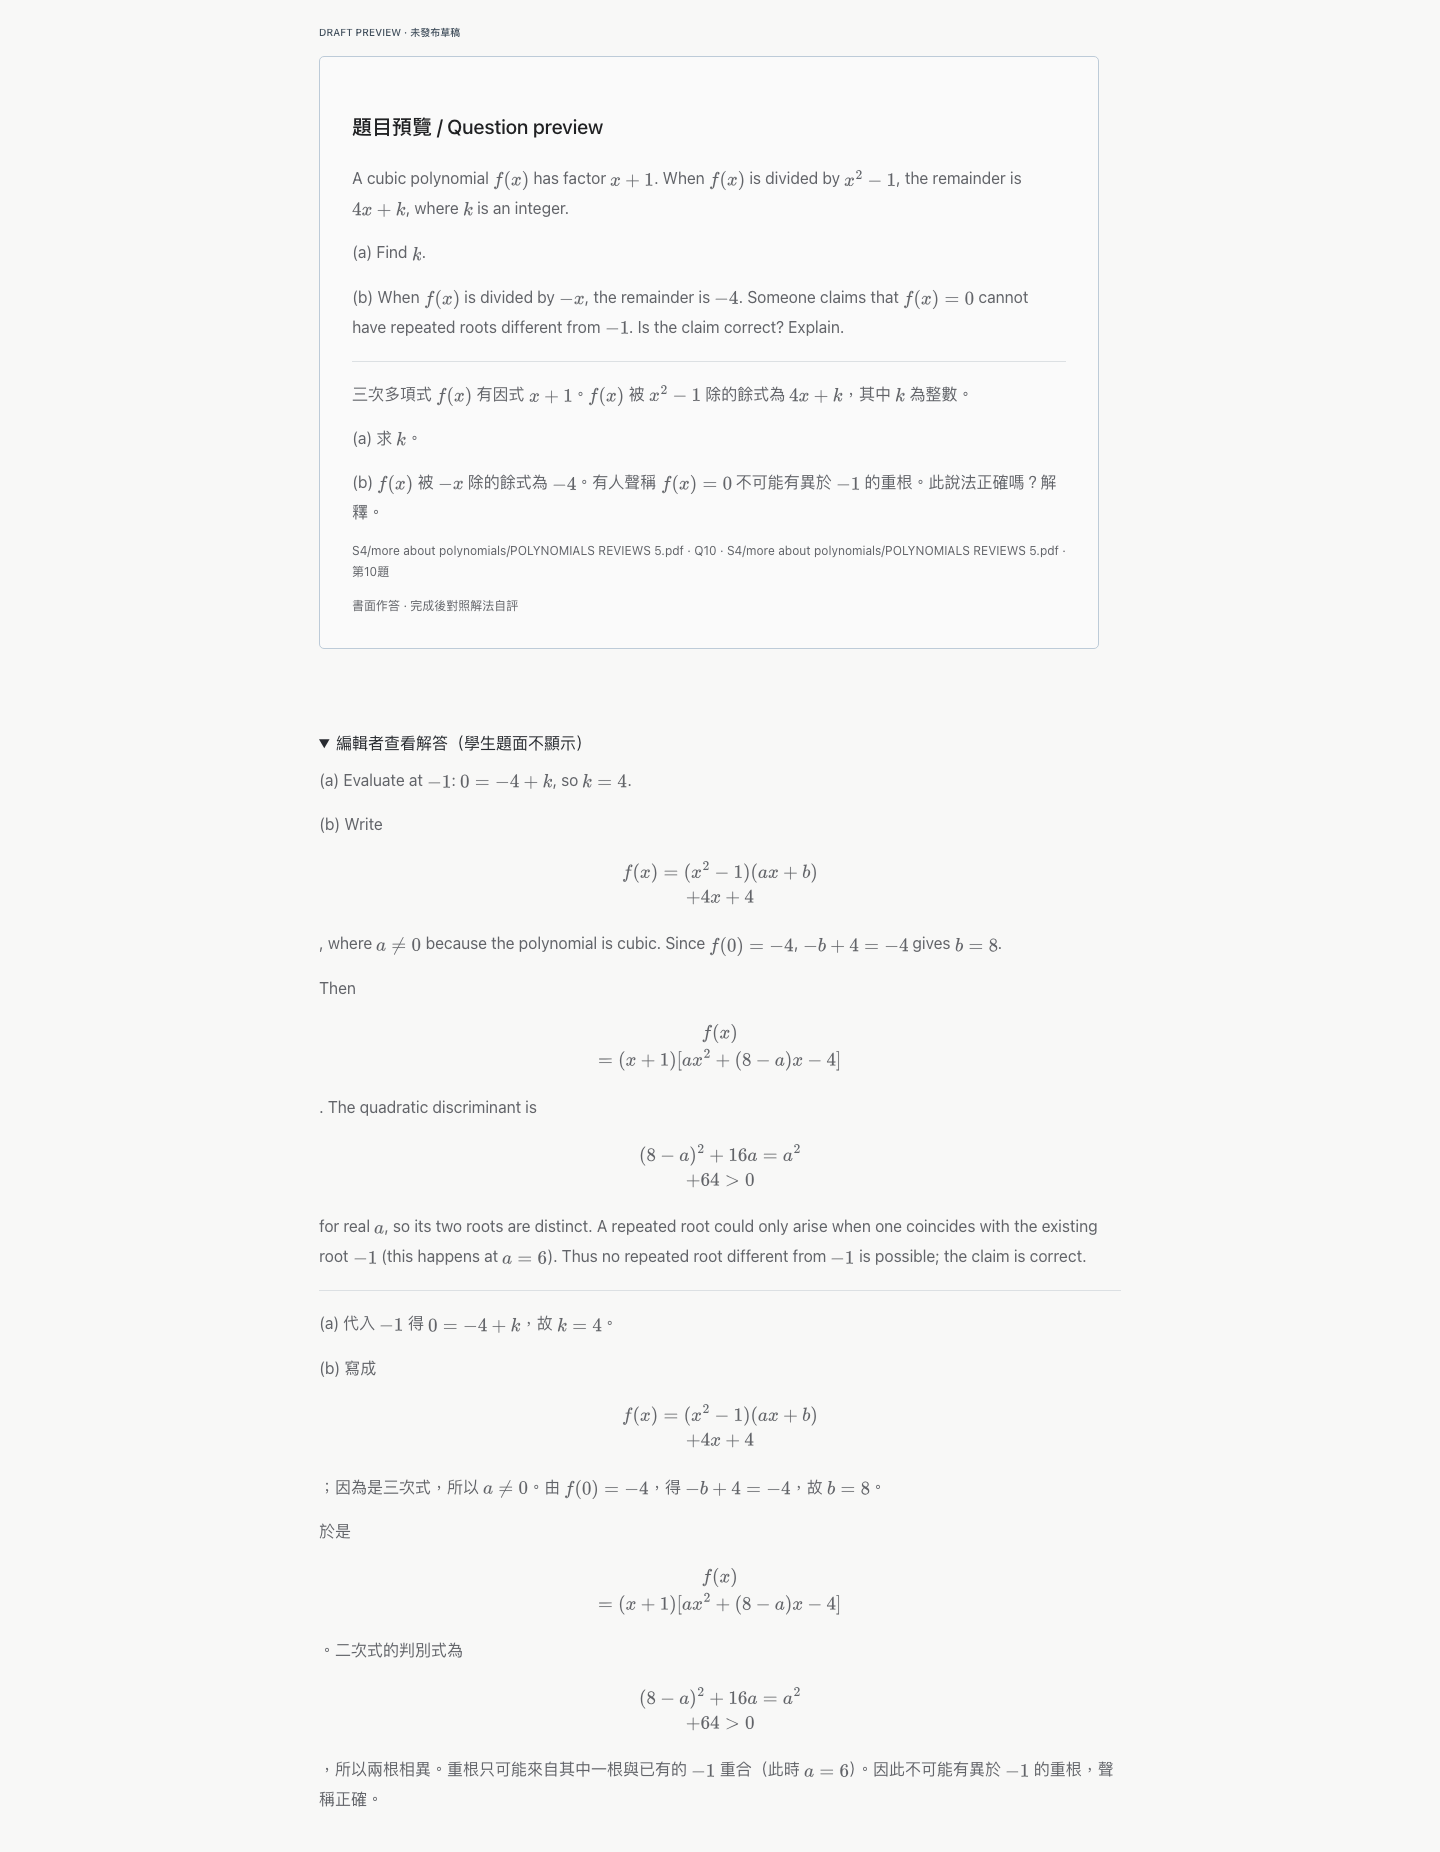 DRAFT PREVIEW · 未發布草稿
題目預覽 / Question preview
A cubic polynomial f(x) has factor x + 1. When f(x) is divided by x² − 1, the remainder is
4x + k, where k is an integer.
(a) Find k.
(b) When f(x) is divided by −x, the remainder is −4. Someone claims that f(x) = 0 cannot
have repeated roots different from −1. Is the claim correct? Explain.
三次多項式 f(x) 有因式 x + 1。f(x) 被 x² − 1 除的餘式為 4x + k，其中 k 為整數。
(a) 求 k。
(b) f(x) 被 −x 除的餘式為 −4。有人聲稱 f(x) = 0 不可能有異於 −1 的重根。此說法正確嗎？解
釋。
S4/more about polynomials/POLYNOMIALS REVIEWS 5.pdf · Q10 · S4/more about polynomials/POLYNOMIALS REVIEWS 5.pdf ·
第10題
書面作答 · 完成後對照解法自評
▼ 編輯者查看解答（學生題面不顯示）
(a) Evaluate at −1: 0 = −4 + k, so k = 4.
(b) Write
f(x) = (x² − 1)(ax + b)
+4x + 4
, where a ≠ 0 because the polynomial is cubic. Since f(0) = −4, −b + 4 = −4 gives b = 8.
Then
f(x)
= (x + 1)[ax² + (8 − a)x − 4]
. The quadratic discriminant is
(8 − a)² + 16a = a²
+64 > 0
for real a, so its two roots are distinct. A repeated root could only arise when one coincides with the existing
root −1 (this happens at a = 6). Thus no repeated root different from −1 is possible; the claim is correct.
(a) 代入 −1 得 0 = −4 + k，故 k = 4。
(b) 寫成
f(x) = (x² − 1)(ax + b)
+4x + 4
；因為是三次式，所以 a ≠ 0。由 f(0) = −4，得 −b + 4 = −4，故 b = 8。
於是
f(x)
= (x + 1)[ax² + (8 − a)x − 4]
。二次式的判別式為
(8 − a)² + 16a = a²
+64 > 0
，所以兩根相異。重根只可能來自其中一根與已有的 −1 重合（此時 a = 6）。因此不可能有異於 −1 的重根，聲
稱正確。